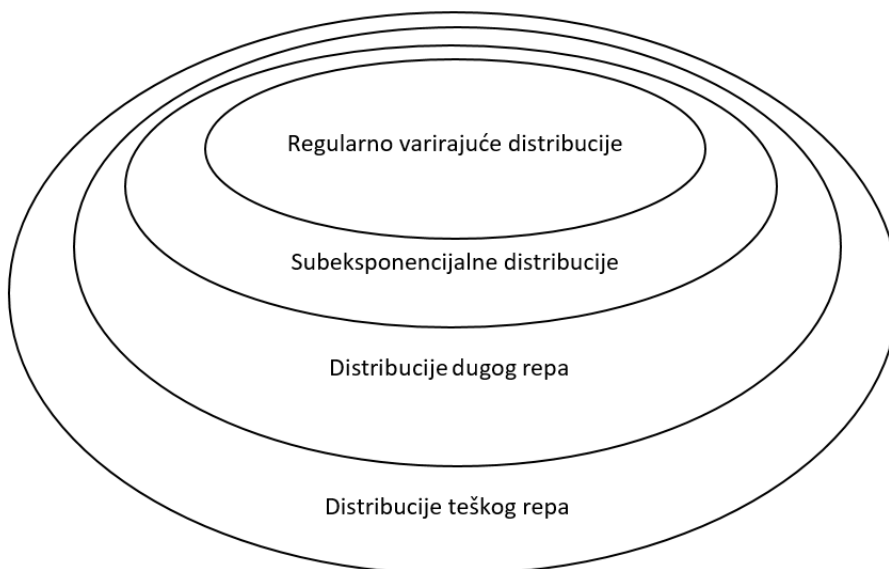 Regularno varirajuće distribucije
Subeksponencijalne distribucije
Distribucije dugog repa
Distribucije teškog repa